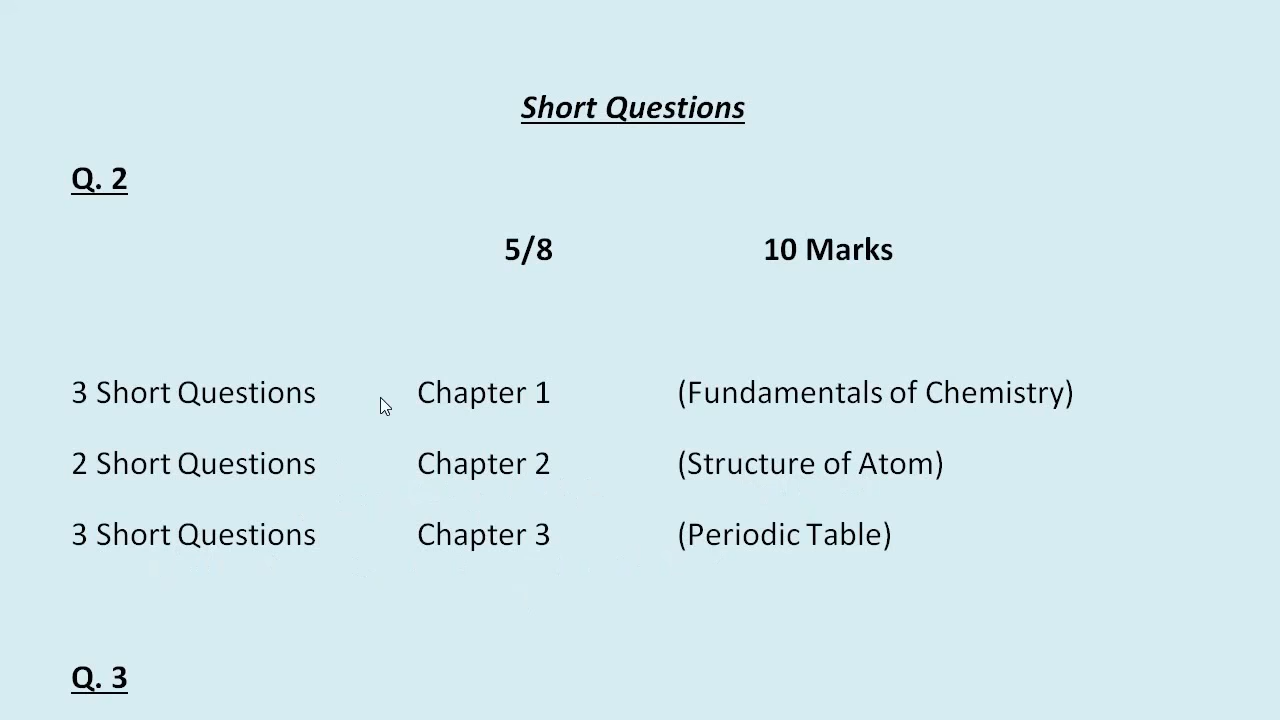 Short Questions
Q. 2
5/8 10 Marks
3 Short Questions Chapter 1 (Fundamentals of Chemistry)
2 Short Questions Chapter 2 (Structure of Atom)
3 Short Questions Chapter 3 (Periodic Table)
Q. 3